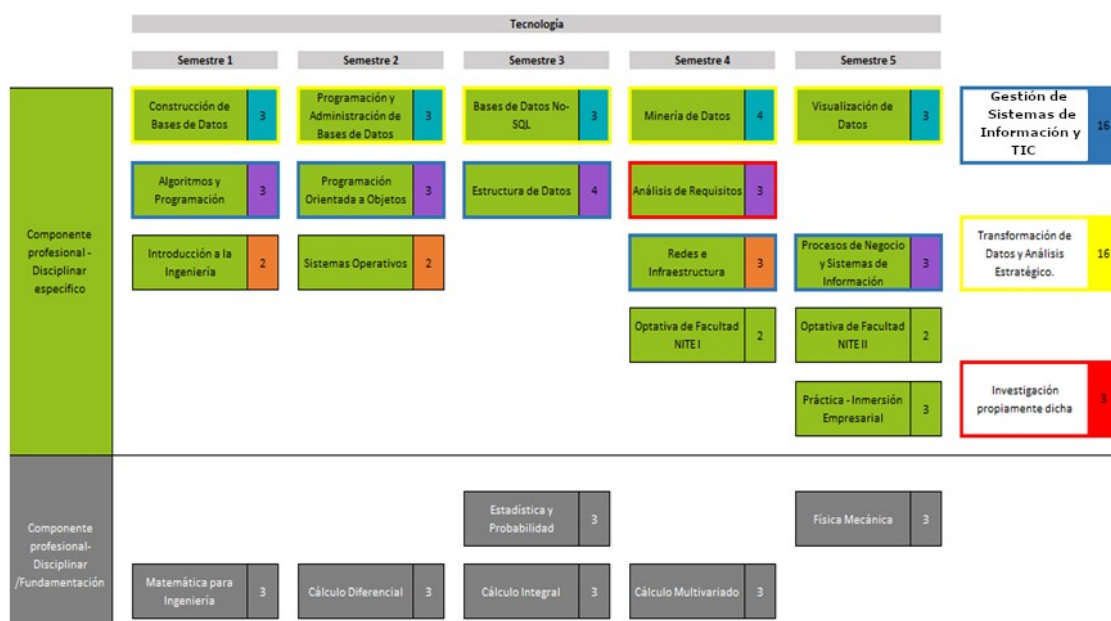 Tecnología
Semestre 1
Semestre 2
Semestre 3
Semestre 4
Semestre 5
Componente
profesional -
Disciplinar
específico
Construcción de
Bases de Datos
3
Programación y
Administración de
Bases de Datos
3
Bases de Datos No-
SQL
3
Minería de Datos
4
Visualización de
Datos
3
Gestión de
Sistemas de
Información y
TIC
16
Algoritmos y
Programación
3
Programación
Orientada a Objetos
3
Estructura de Datos
4
Análisis de Requisitos
3
Introducción a la
Ingeniería
2
Sistemas Operativos
2
Redes e
Infraestructura
3
Procesos de Negocio
y Sistemas de
Información
3
Transformación de
Datos y Análisis
Estratégico.
16
Optativa de Facultad
NITE I
2
Optativa de Facultad
NITE II
2
Práctica - Inmersión
Empresarial
3
Investigación
propiamente dicha
3
Componente
profesional-
Disciplinar
/Fundamentación
Estadística y
Probabilidad
3
Física Mecánica
3
Matemática para
Ingeniería
3
Cálculo Diferencial
3
Cálculo Integral
3
Cálculo Multivariado
3